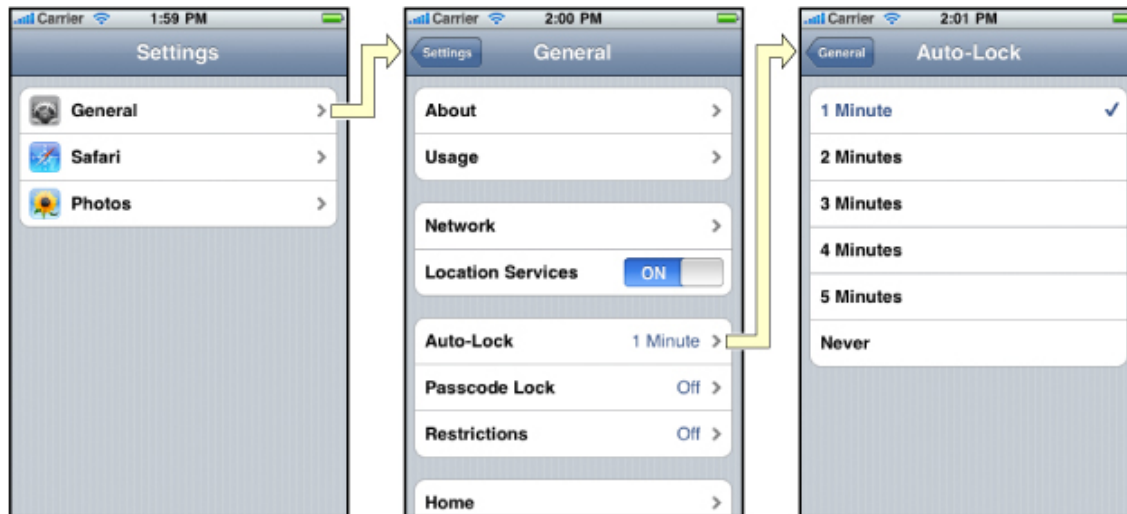 Carrier 1:59 PM
Settings
General
Safari
Photos
Carrier 2:00 PM
Settings General
About
Usage
Network
Location Services ON
Auto-Lock 1 Minute
Passcode Lock Off
Restrictions Off
Home
Carrier 2:01 PM
General Auto-Lock
1 Minute
2 Minutes
3 Minutes
4 Minutes
5 Minutes
Never